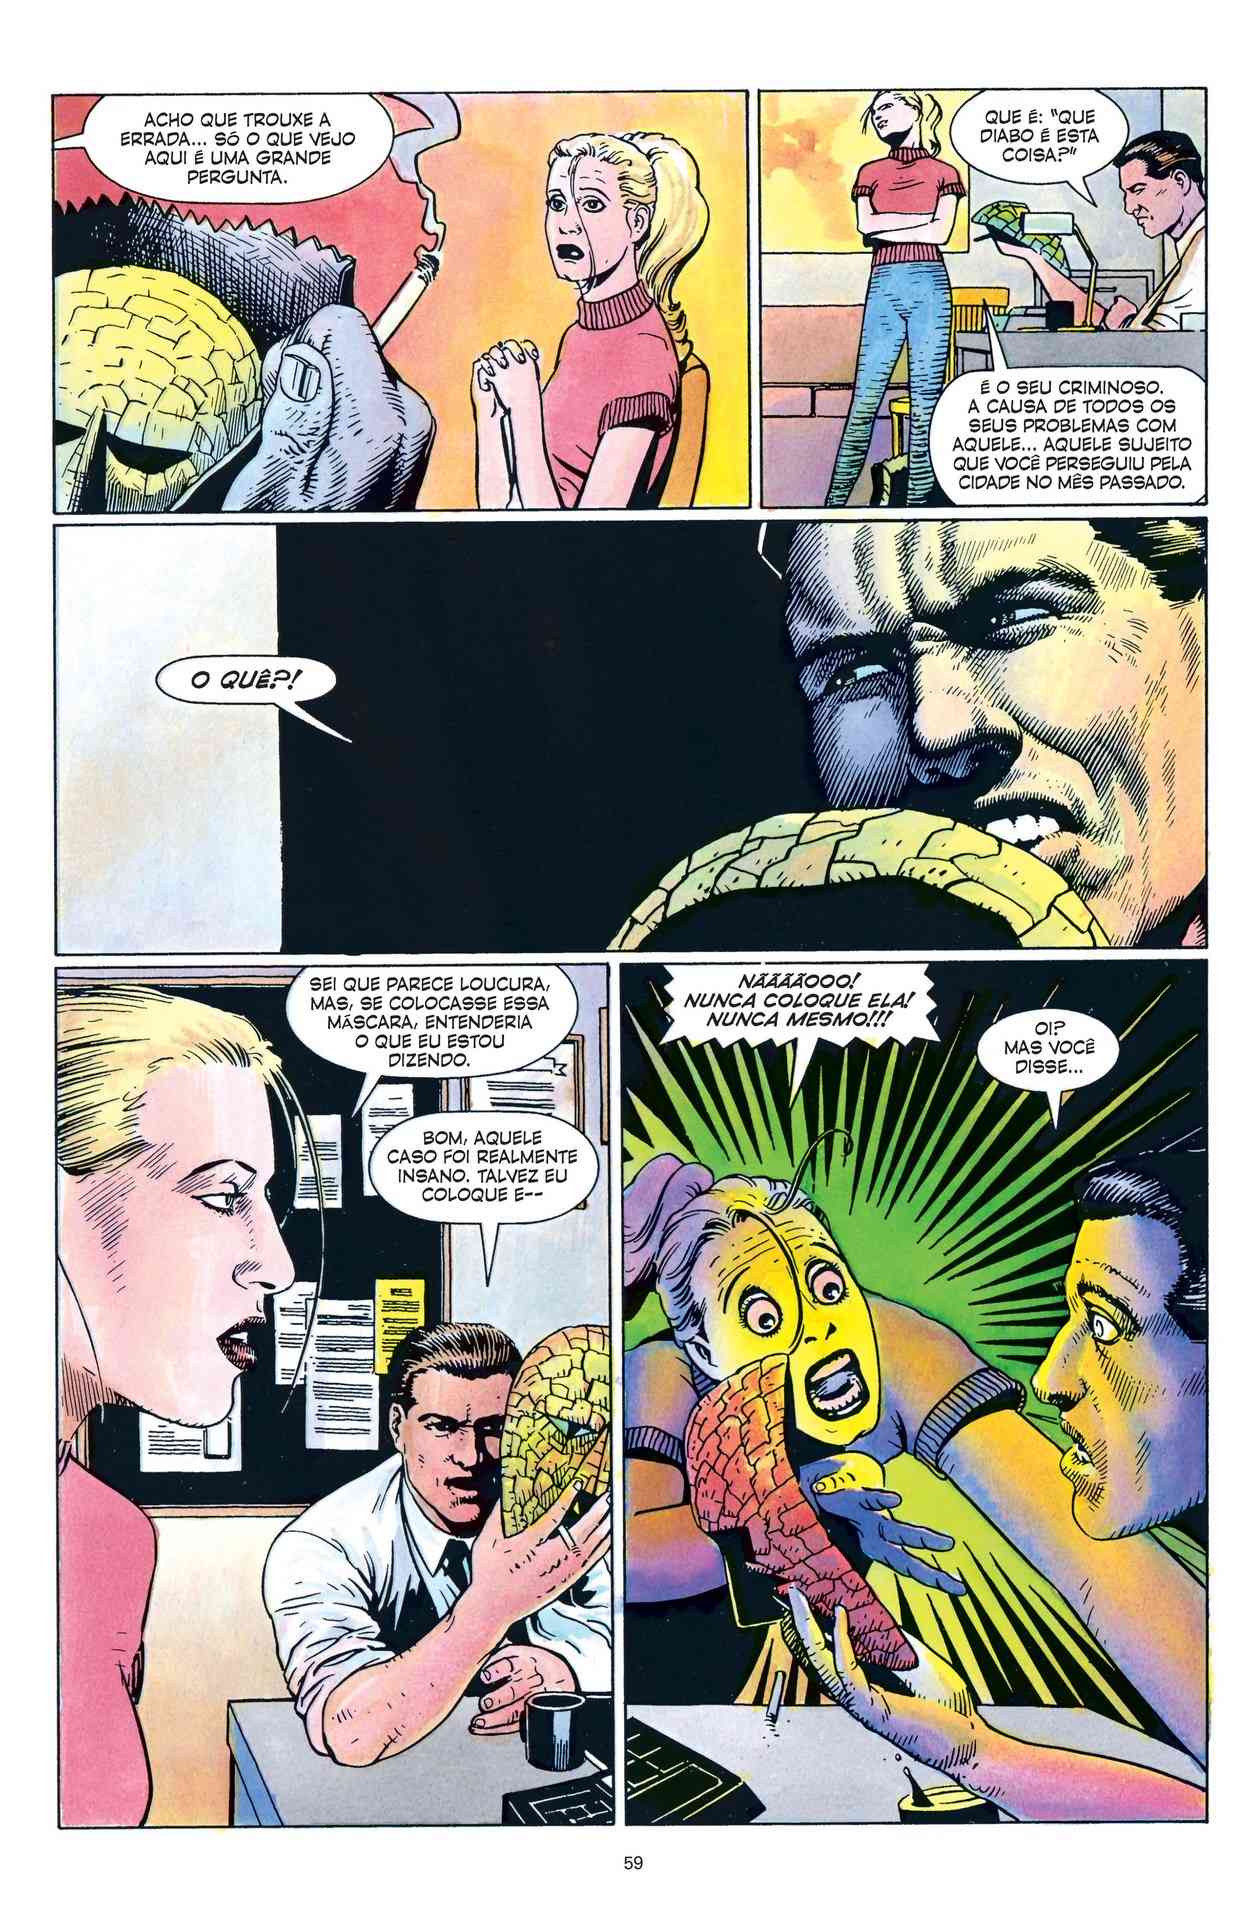 ACHO QUE TROUXE A
ERRADA... SÓ O QUE VEJO
AQUI É UMA GRANDE
PERGUNTA.
QUE É: "QUE
DIABO É ESTA
COISA?"
É O SEU CRIMINOSO.
A CAUSA DE TODOS OS
SEUS PROBLEMAS COM
AQUELE... AQUELE SUJEITO
QUE VOCÊ PERSEGUIU PELA
CIDADE NO MÊS PASSADO.
O QUÊ?!
SEI QUE PARECE LOUCURA,
MAS, SE COLOCASSE ESSA
MÁSCARA, ENTENDERIA
O QUE EU ESTOU
DIZENDO.
BOM, AQUELE
CASO FOI REALMENTE
INSANO. TALVEZ EU
COLOQUE E--
NÃÃÃÃOOO!
NUNCA COLOQUE ELA!
NUNCA MESMO!!!
OI?
MAS VOCÊ
DISSE...
59